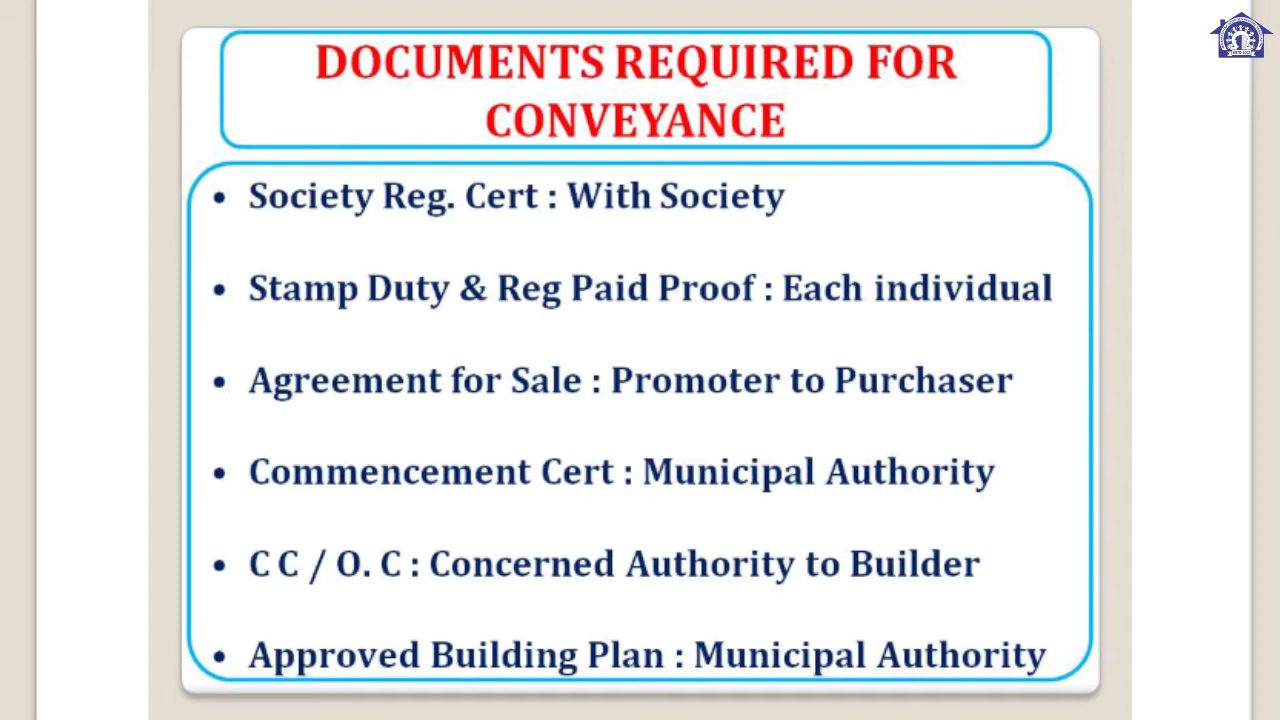 DOCUMENTS REQUIRED FOR
CONVEYANCE
• Society Reg. Cert : With Society
• Stamp Duty & Reg Paid Proof : Each individual
• Agreement for Sale : Promoter to Purchaser
• Commencement Cert : Municipal Authority
• C C / O. C : Concerned Authority to Builder
• Approved Building Plan : Municipal Authority